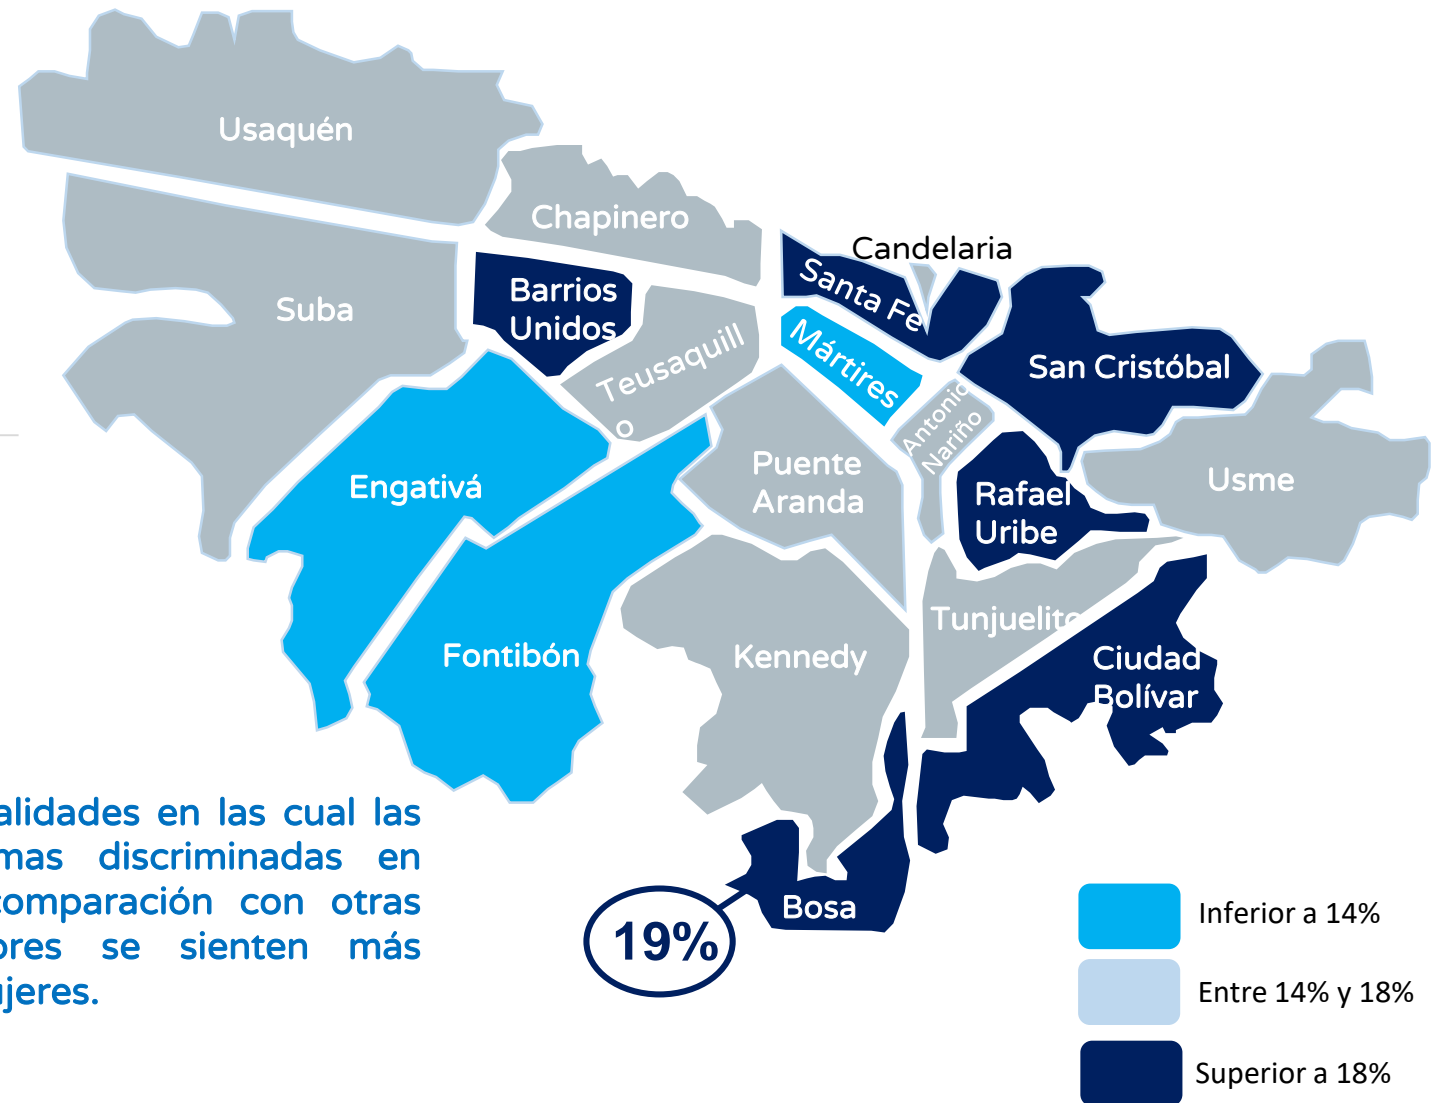 Usaquén
Chapinero
Candelaria
Suba
Barrios
Unidos
Santa Fe
Teusaquill
o
Mártires
San Cristóbal
Antonio
Nariño
Engativá
Puente
Aranda
Rafael
Uribe
Usme
Fontibón
Kennedy
Tunjuelito
Ciudad
Bolívar
alidades en las cual las
mas discriminadas en
comparación con otras
ores se sienten más
ujeres.
Bosa
19%
Inferior a 14%
Entre 14% y 18%
Superior a 18%